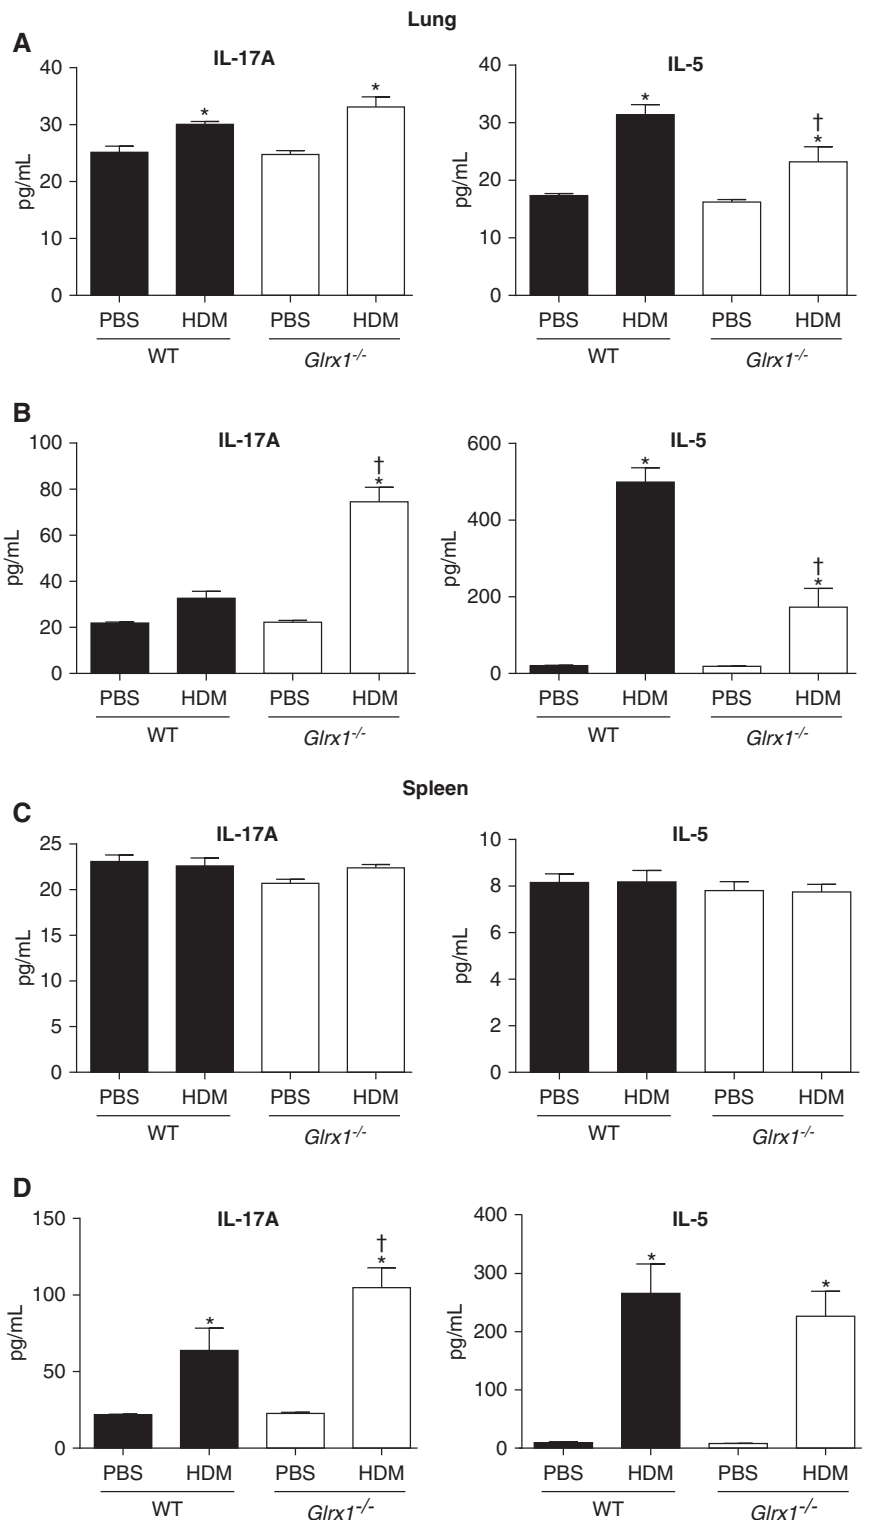 Lung
A
IL-17A
pg/mL
40
30
20
10
0
*
*
PBS HDM PBS HDM
WT Glrx1-/-
IL-5
pg/mL
40
30
20
10
0
*
†
*
PBS HDM PBS HDM
WT Glrx1-/-
B
IL-17A
pg/mL
100
80
60
40
20
0
†
*
PBS HDM PBS HDM
WT Glrx1-/-
IL-5
pg/mL
600
400
200
0
*
†
*
PBS HDM PBS HDM
WT Glrx1-/-
Spleen
C
IL-17A
pg/mL
25
20
15
10
5
0
PBS HDM PBS HDM
WT Glrx1-/-
IL-5
pg/mL
10
8
6
4
2
0
PBS HDM PBS HDM
WT Glrx1-/-
D
IL-17A
pg/mL
150
100
50
0
*
†
*
PBS HDM PBS HDM
WT Glrx1-/-
IL-5
pg/mL
400
300
200
100
0
*
*
PBS HDM PBS HDM
WT Glrx1-/-